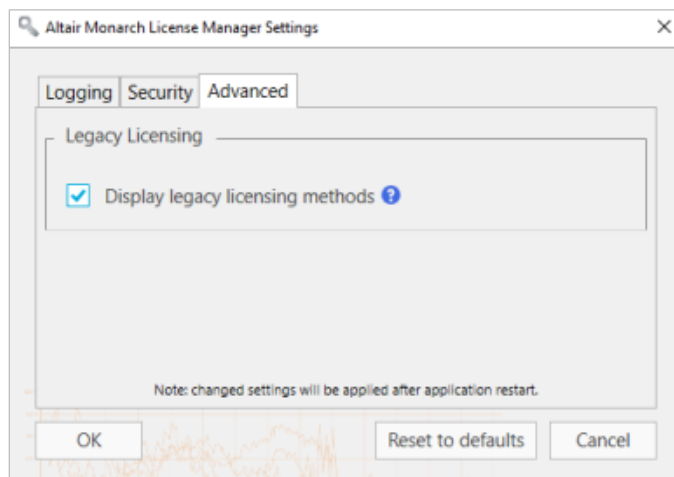 Altair Monarch License Manager Settings
Logging Security Advanced
Legacy Licensing
Display legacy licensing methods ?
Note: changed settings will be applied after application restart.
OK Reset to defaults Cancel